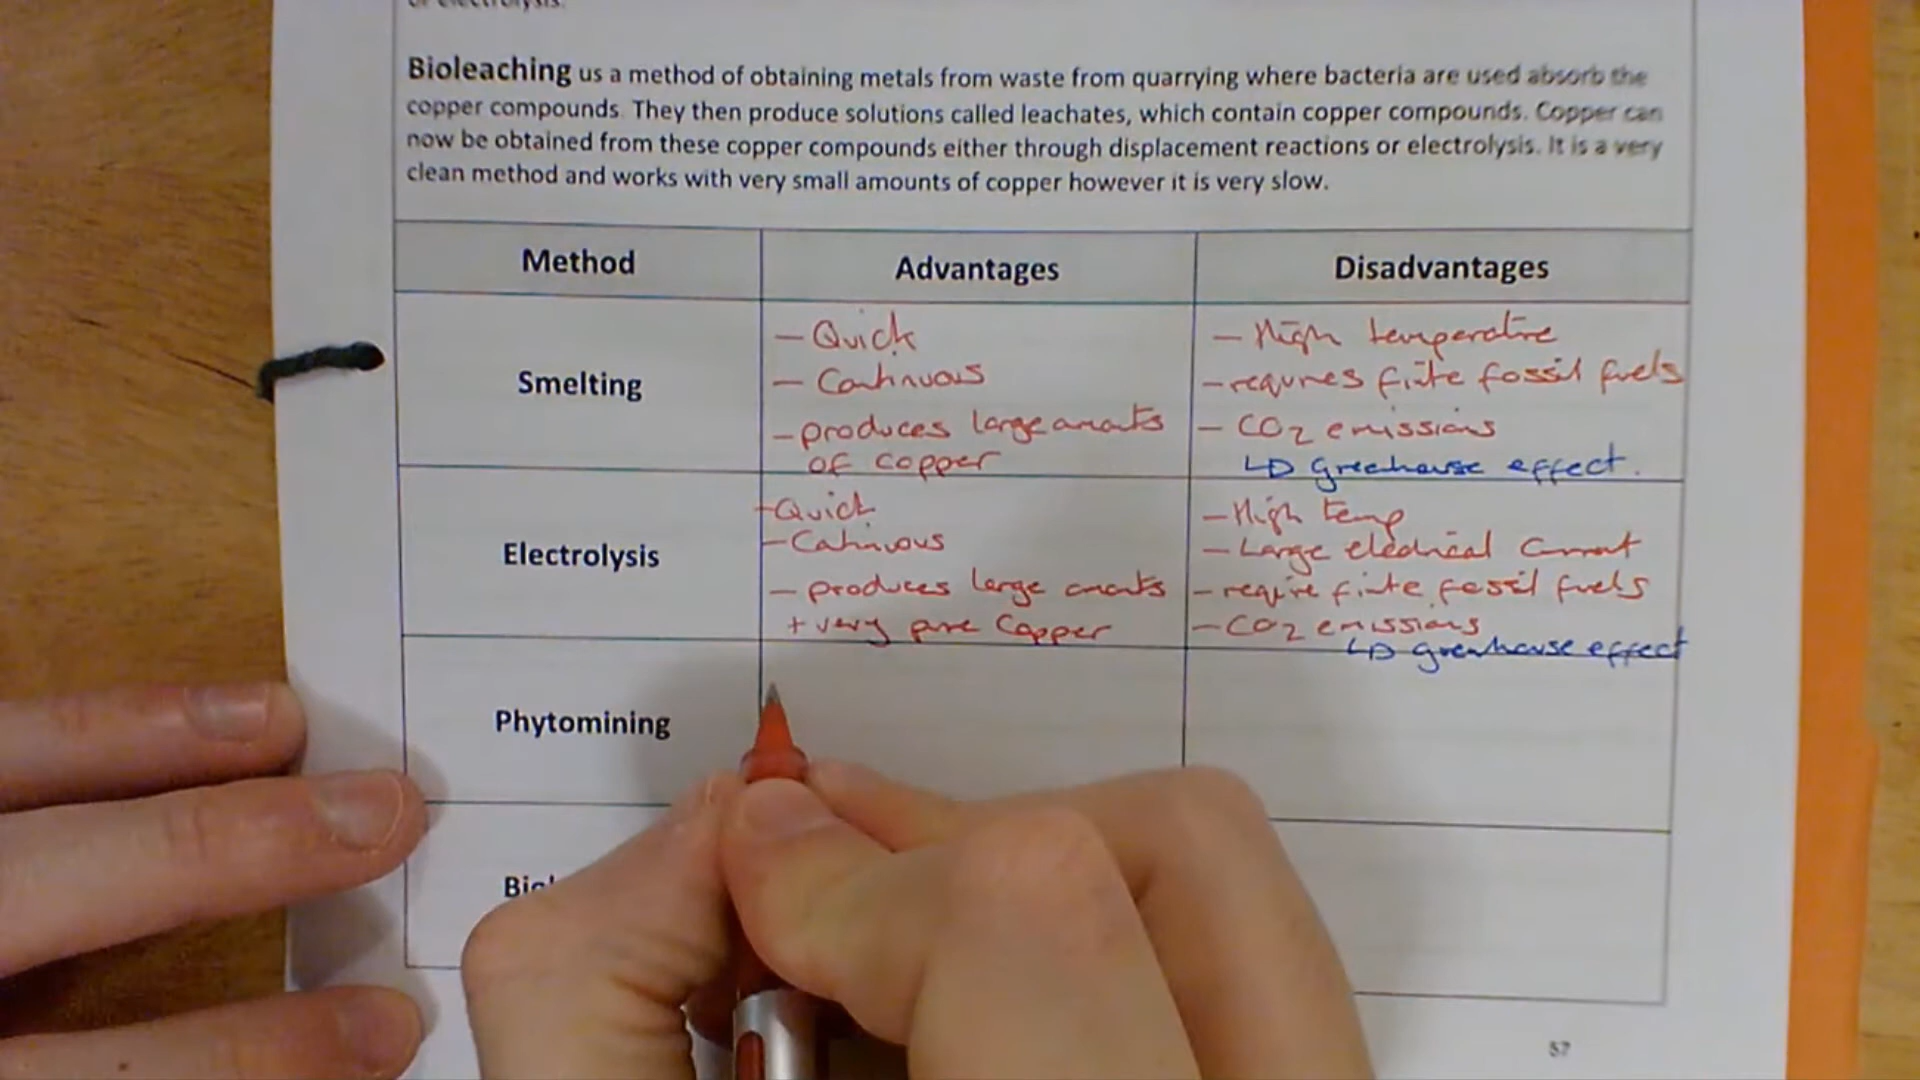 of electrolysis.
Bioleaching us a method of obtaining metals from waste from quarrying where bacteria are used absorb the
copper compounds. They then produce solutions called leachates, which contain copper compounds. Copper can
now be obtained from these copper compounds either through displacement reactions or electrolysis. It is a very
clean method and works with very small amounts of copper however it is very slow.
Method Advantages Disadvantages
Smelting
- Quick
- Continuous
- produces large amounts
of copper
- High temperature
- requires finite fossil fuels
- CO2 emissions
↳ greenhouse effect.
Electrolysis
- Quick
- Continuous
- produces large amounts
+ very pure Copper
- High temp
- Large electrical current
- require finite fossil fuels
- CO2 emissions
↳ greenhouse effect
Phytomining
57